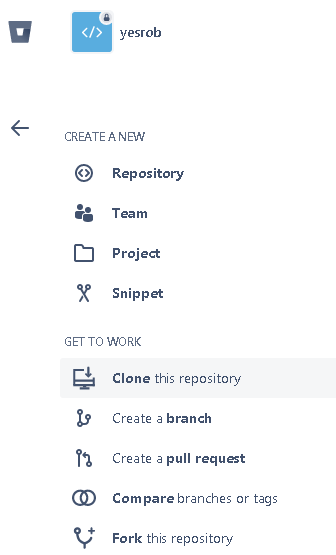 yesrob
CREATE A NEW
Repository
Team
Project
Snippet
GET TO WORK
Clone this repository
Create a branch
Create a pull request
Compare branches or tags
Fork this repository